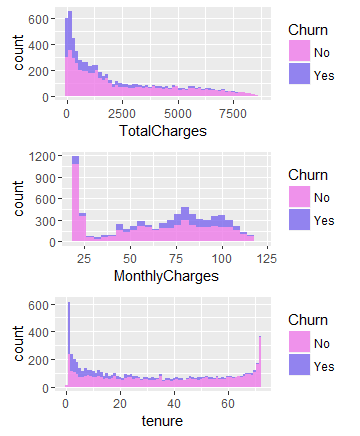 600
400
200
0
count
0
2500
5000
7500
TotalCharges
Churn
No
Yes
1200
900
600
300
0
count
25
50
75
100
125
MonthlyCharges
Churn
No
Yes
600
400
200
0
count
0
20
40
60
tenure
Churn
No
Yes